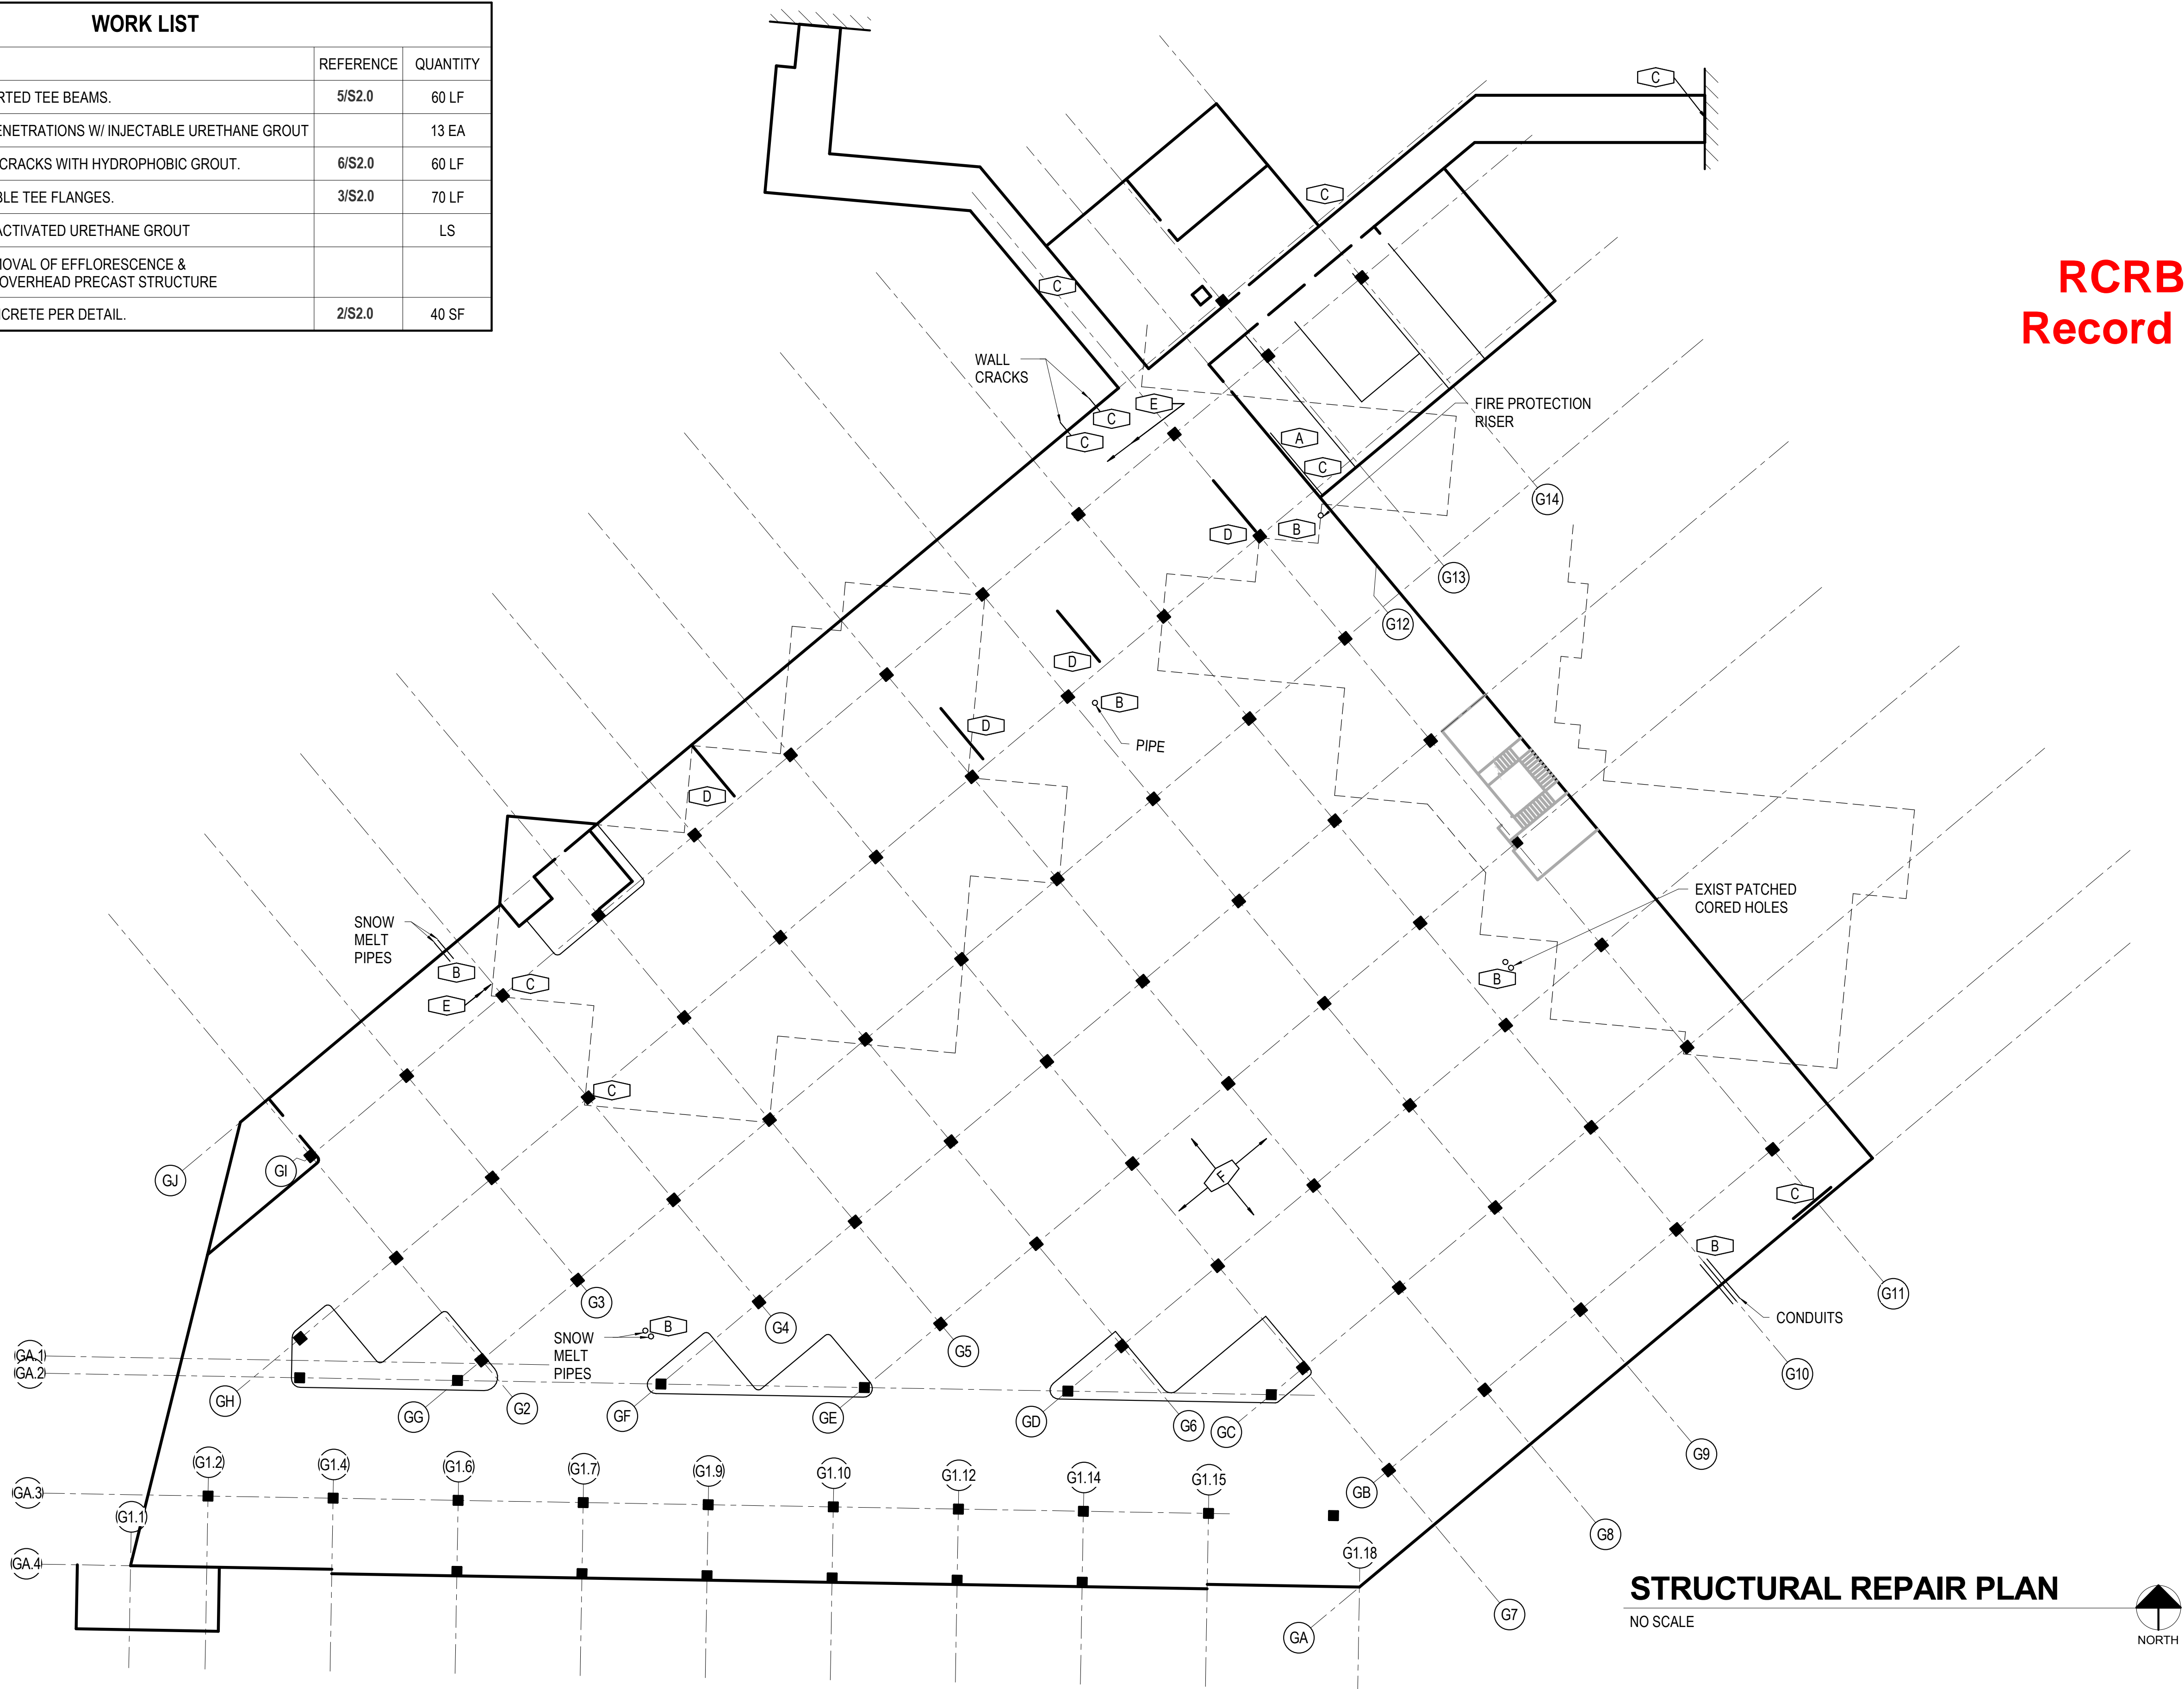 WORK LIST
REFERENCE QUANTITY
RTED TEE BEAMS. 5/S2.0 60 LF
ENETRATIONS W/ INJECTABLE URETHANE GROUT 13 EA
CRACKS WITH HYDROPHOBIC GROUT. 6/S2.0 60 LF
BLE TEE FLANGES. 3/S2.0 70 LF
ACTIVATED URETHANE GROUT LS
MOVAL OF EFFLORESCENCE &
OVERHEAD PRECAST STRUCTURE
NCRETE PER DETAIL. 2/S2.0 40 SF
RCRB
Record
C
C
C
WALL
CRACKS
E
C
C
A
C
FIRE PROTECTION
RISER
G14
D
B
G13
G12
D
B
PIPE
D
D
EXIST PATCHED
CORED HOLES
B
SNOW
MELT
PIPES
B
C
E
C
F
GJ
GI
C
B
CONDUITS
G11
G3
G4
G5
SNOW
MELT
PIPES
B
GA.1
GA.2
GH
GG
G2
GF
GE
GD
G6
GC
G10
G9
G1.2
G1.4
G1.6
G1.7
G1.9
G1.10
G1.12
G1.14
G1.15
GB
GA.3
G1.1
G8
G1.18
GA.4
G7
GA
STRUCTURAL REPAIR PLAN
NO SCALE
NORTH